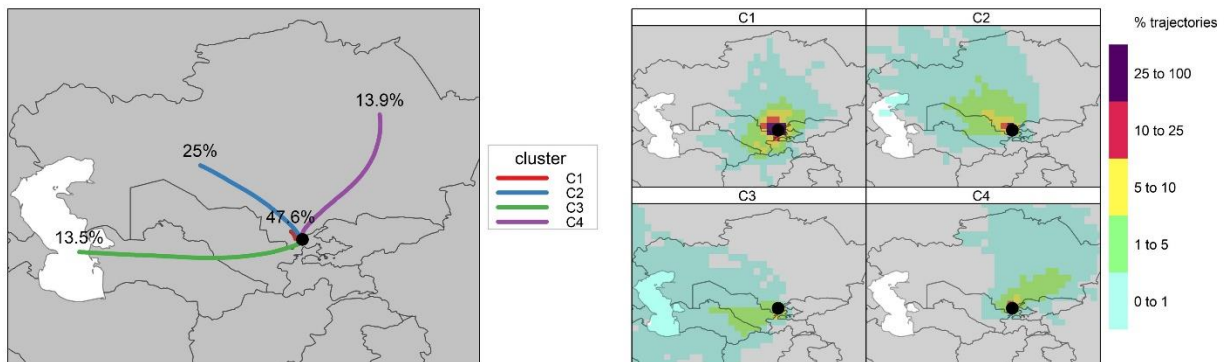 13.9%
25%
47.6%
13.5%
cluster
C1
C2
C3
C4
C1
C2
C3
C4
% trajectories
25 to 100
10 to 25
5 to 10
1 to 5
0 to 1